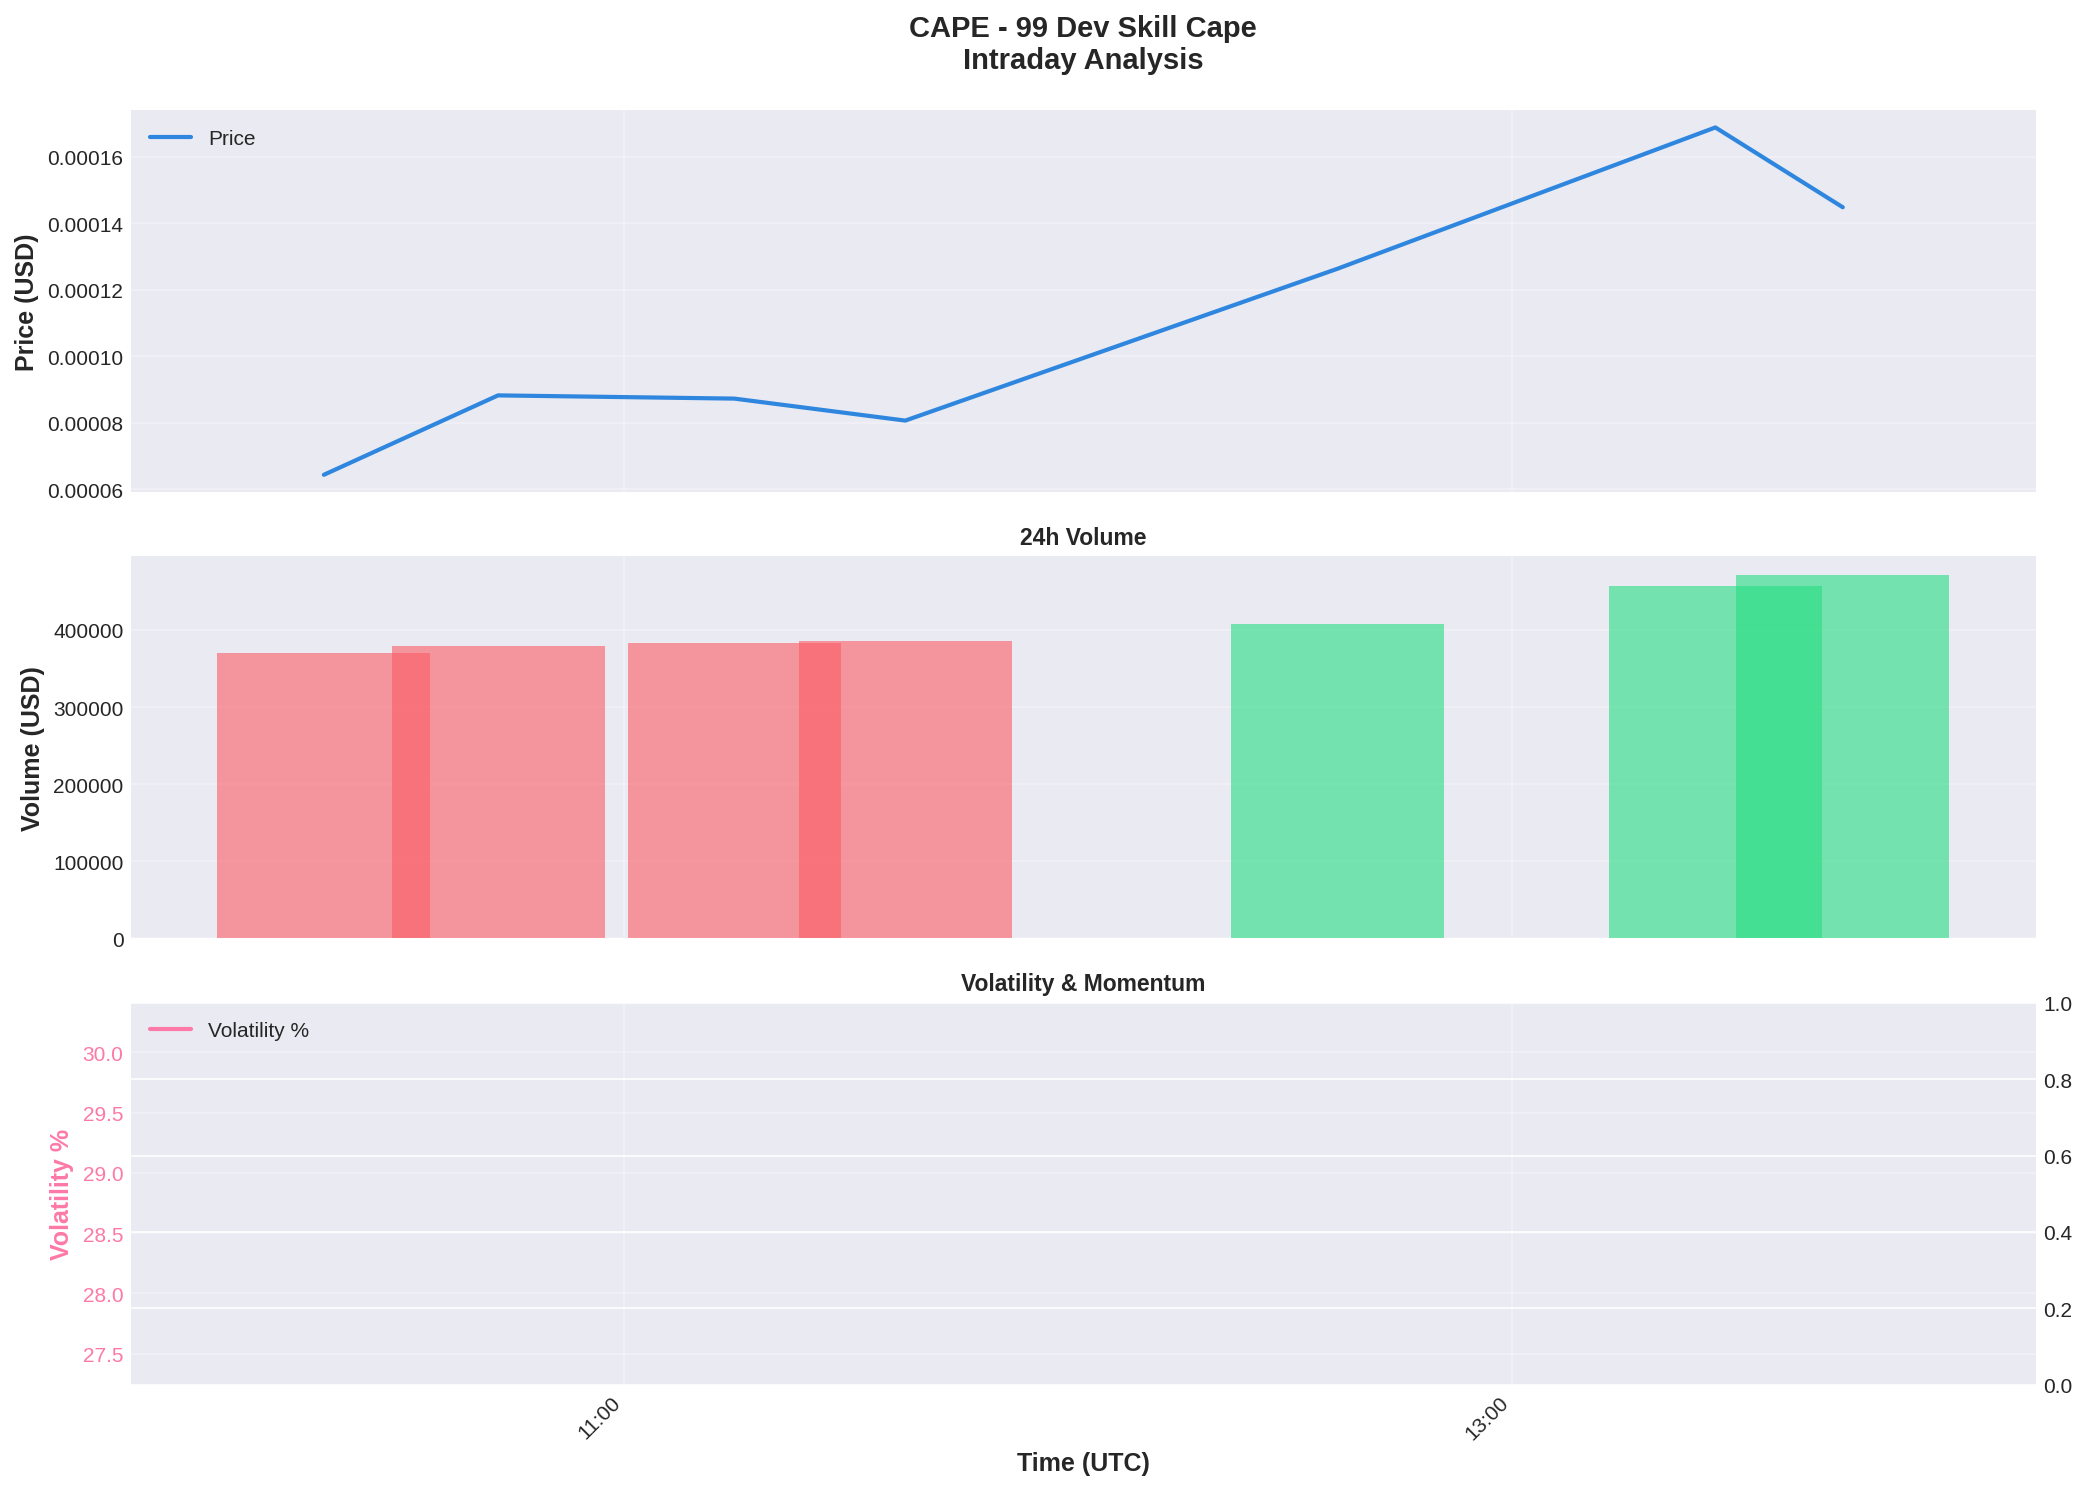 CAPE - 99 Dev Skill Cape
Intraday Analysis
Price
0.00016
0.00014
0.00012
0.00010
0.00008
0.00006
Price (USD)
24h Volume
400000
300000
200000
100000
0
Volume (USD)
Volatility & Momentum
Volatility %
30.0
29.5
29.0
28.5
28.0
27.5
Volatility %
1.0
0.8
0.6
0.4
0.2
0.0
11:00
13:00
Time (UTC)